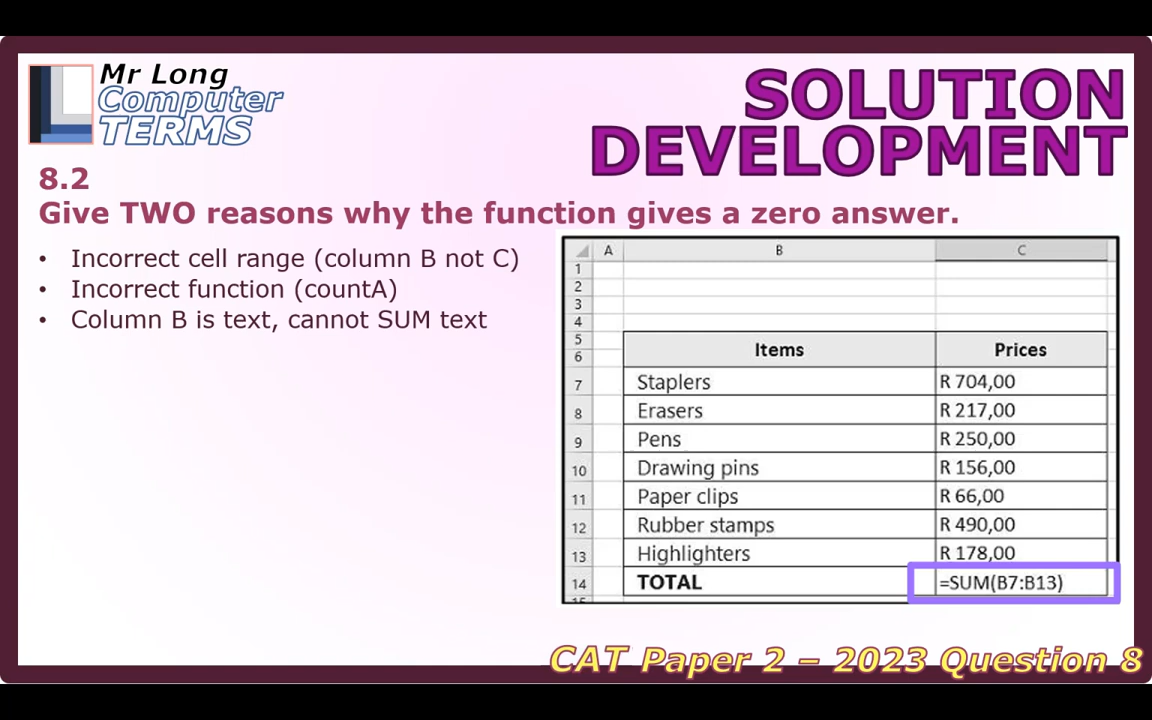 Mr Long
Computer
TERMS
SOLUTION
DEVELOPMENT
8.2
Give TWO reasons why the function gives a zero answer.
• Incorrect cell range (column B not C)
• Incorrect function (countA)
• Column B is text, cannot SUM text
A B C
1
2
3
4
5
6 Items Prices
7 Staplers R 704,00
8 Erasers R 217,00
9 Pens R 250,00
10 Drawing pins R 156,00
11 Paper clips R 66,00
12 Rubber stamps R 490,00
13 Highlighters R 178,00
14 TOTAL =SUM(B7:B13)
CAT Paper 2 – 2023 Question 8